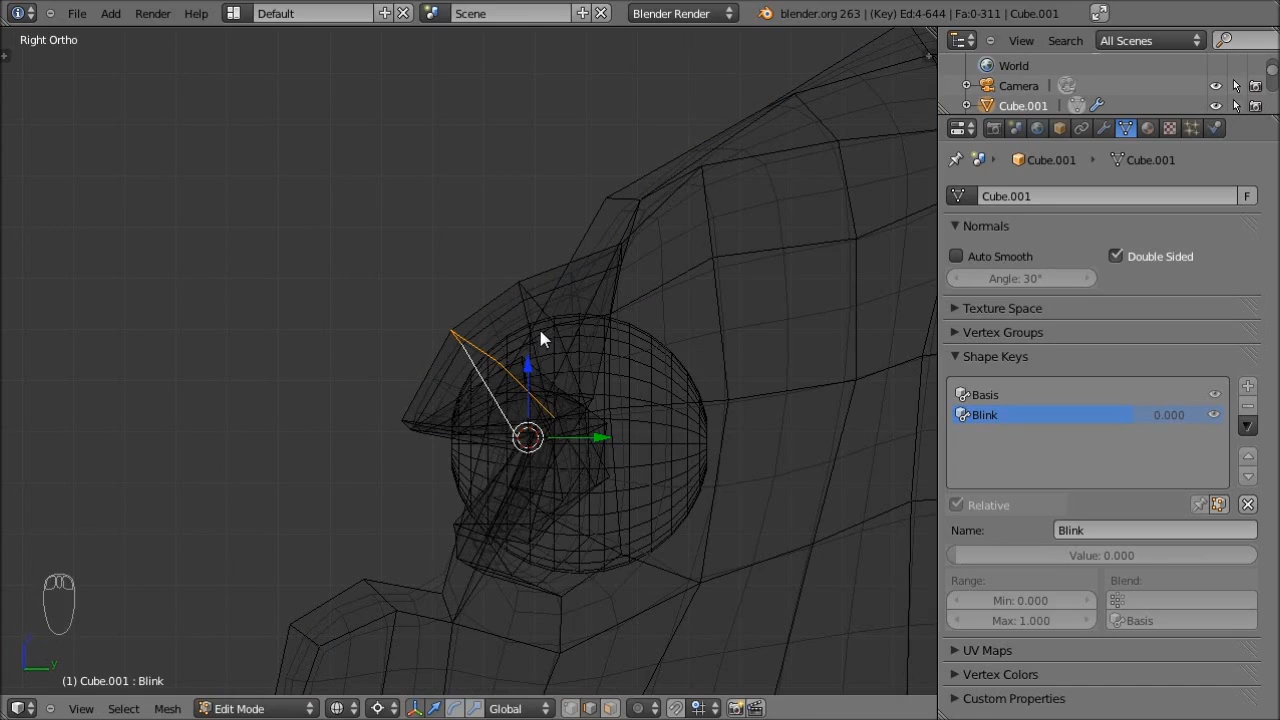 File Add Render Help Default Scene Blender Render blender.org 263 | (Key) Ed:4-644 | Fa:0-311 | Cube.001
Right Ortho
View Search All Scenes
World
Camera
Cube.001
Cube.001 Cube.001
Cube.001 F
Normals
Auto Smooth Double Sided
Angle: 30°
Texture Space
Vertex Groups
Shape Keys
Basis
Blink 0.000
Relative
Name: Blink
Value: 0.000
Range: Blend:
Min: 0.000
Max: 1.000 Basis
UV Maps
Vertex Colors
Custom Properties
z
y
(1) Cube.001 : Blink
View Select Mesh Edit Mode Global